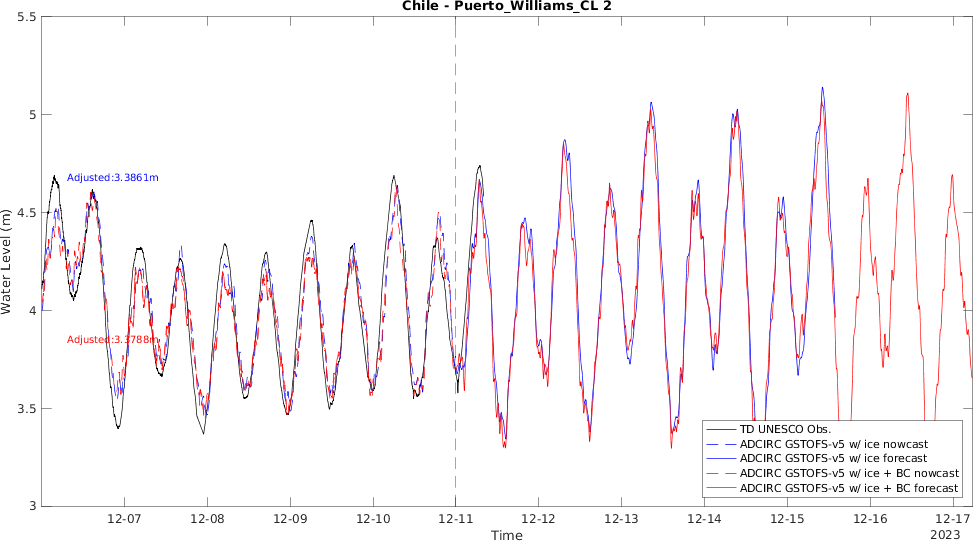 Chile - Puerto_Williams_CL 2
5.5
5
4.5
4
3.5
3
Water Level (m)
Adjusted:3.3861m
Adjusted:3.3788m
TD UNESCO Obs.
ADCIRC GSTOFS-v5 w/ ice nowcast
ADCIRC GSTOFS-v5 w/ ice forecast
ADCIRC GSTOFS-v5 w/ ice + BC nowcast
ADCIRC GSTOFS-v5 w/ ice + BC forecast
12-07 12-08 12-09 12-10 12-11 12-12 12-13 12-14 12-15 12-16 12-17
Time
2023